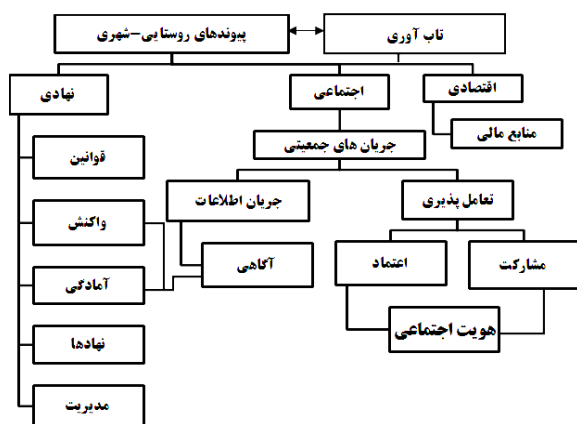 تاب آوری
پیوندهای روستایی–شهری
اقتصادی
اجتماعی
نهادی
منابع مالی
جریان های جمعیتی
قوانین
تعامل پذیری
جریان اطلاعات
واکنش
مشارکت
اعتماد
آگاهی
آمادگی
هویت اجتماعی
نهادها
مدیریت